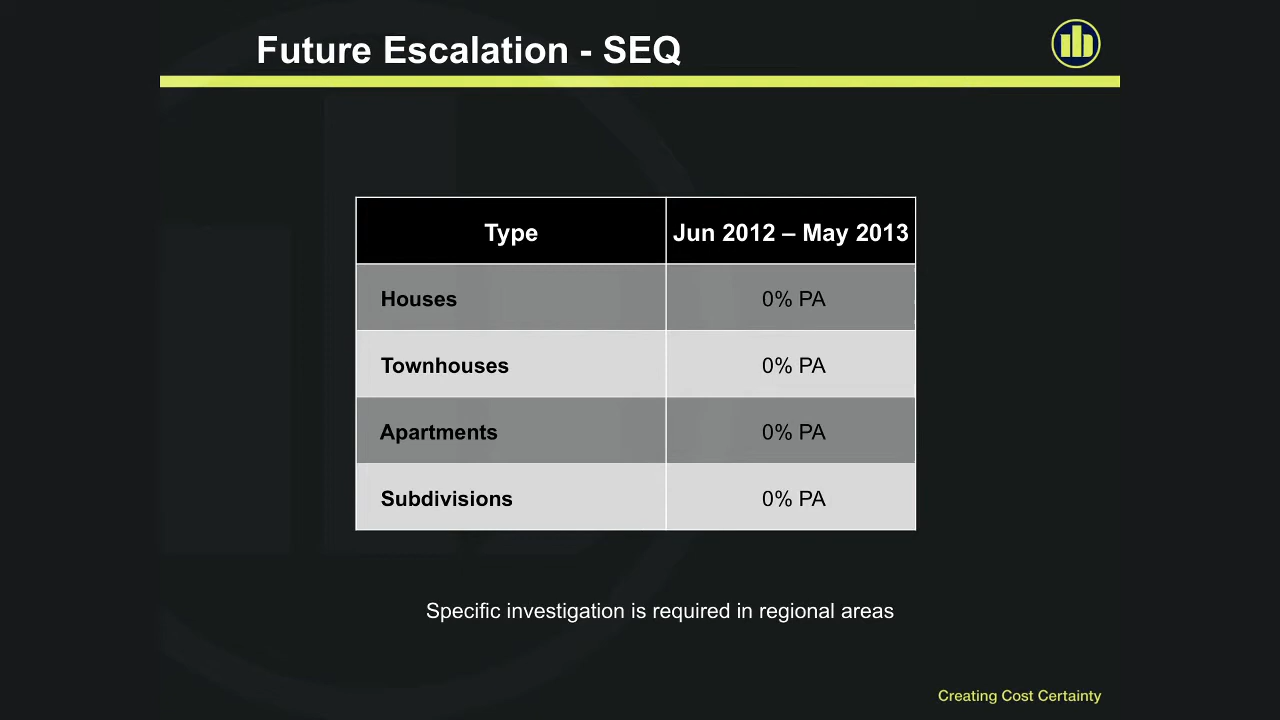 Future Escalation - SEQ
Type Jun 2012 – May 2013
Houses 0% PA
Townhouses 0% PA
Apartments 0% PA
Subdivisions 0% PA
Specific investigation is required in regional areas
Creating Cost Certainty